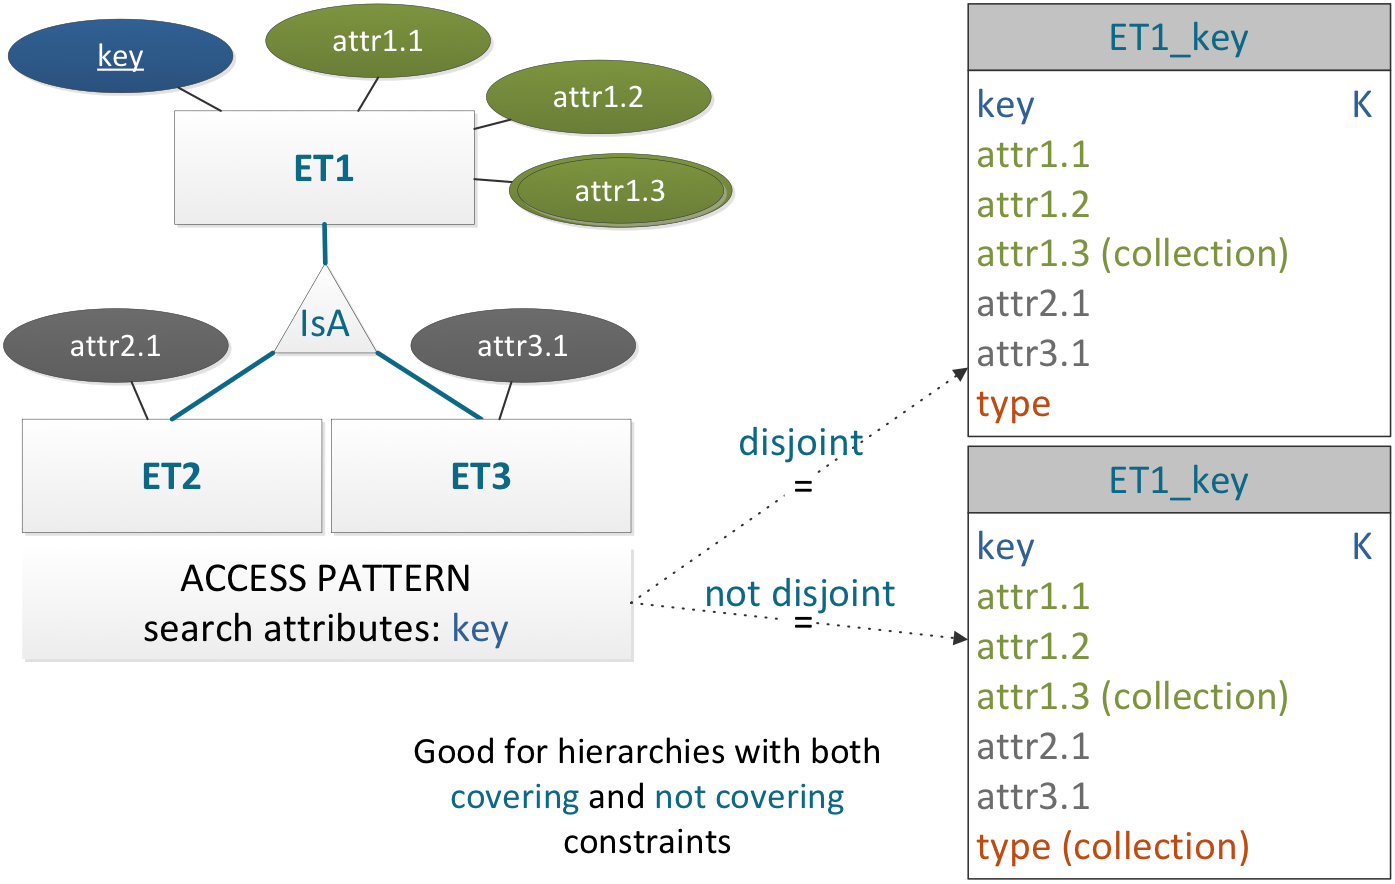 key
attr1.1
attr1.2
attr1.3
ET1
IsA
attr2.1
attr3.1
ET2
ET3
ACCESS PATTERN
search attributes: key
disjoint
=
not disjoint
=
Good for hierarchies with both
covering and not covering
constraints
ET1_key
key K
attr1.1
attr1.2
attr1.3 (collection)
attr2.1
attr3.1
type
ET1_key
key K
attr1.1
attr1.2
attr1.3 (collection)
attr2.1
attr3.1
type (collection)